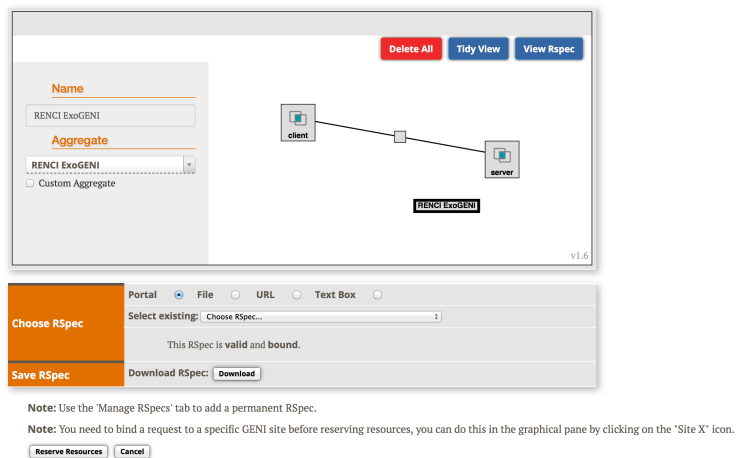 Delete All Tidy View View Rspec
Name
RENCI ExoGENI
Aggregate
RENCI ExoGENI
Custom Aggregate
client
server
RENCI ExoGENI
v1.6
Choose RSpec
Portal File URL Text Box
Select existing: Choose RSpec...
This RSpec is valid and bound.
Save RSpec
Download RSpec: Download
Note: Use the 'Manage RSpecs' tab to add a permanent RSpec.
Note: You need to bind a request to a specific GENI site before reserving resources, you can do this in the graphical pane by clicking on the "Site X" icon.
Reserve Resources Cancel